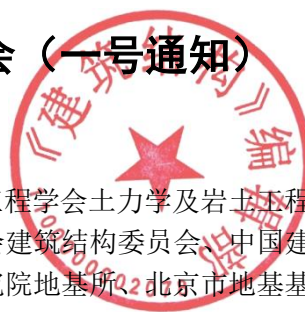 会（一号通知）
《建筑结构》编辑部
工程学会土力学及岩土工程
会建筑结构委员会、中国建
究院地基所、北京市地基基